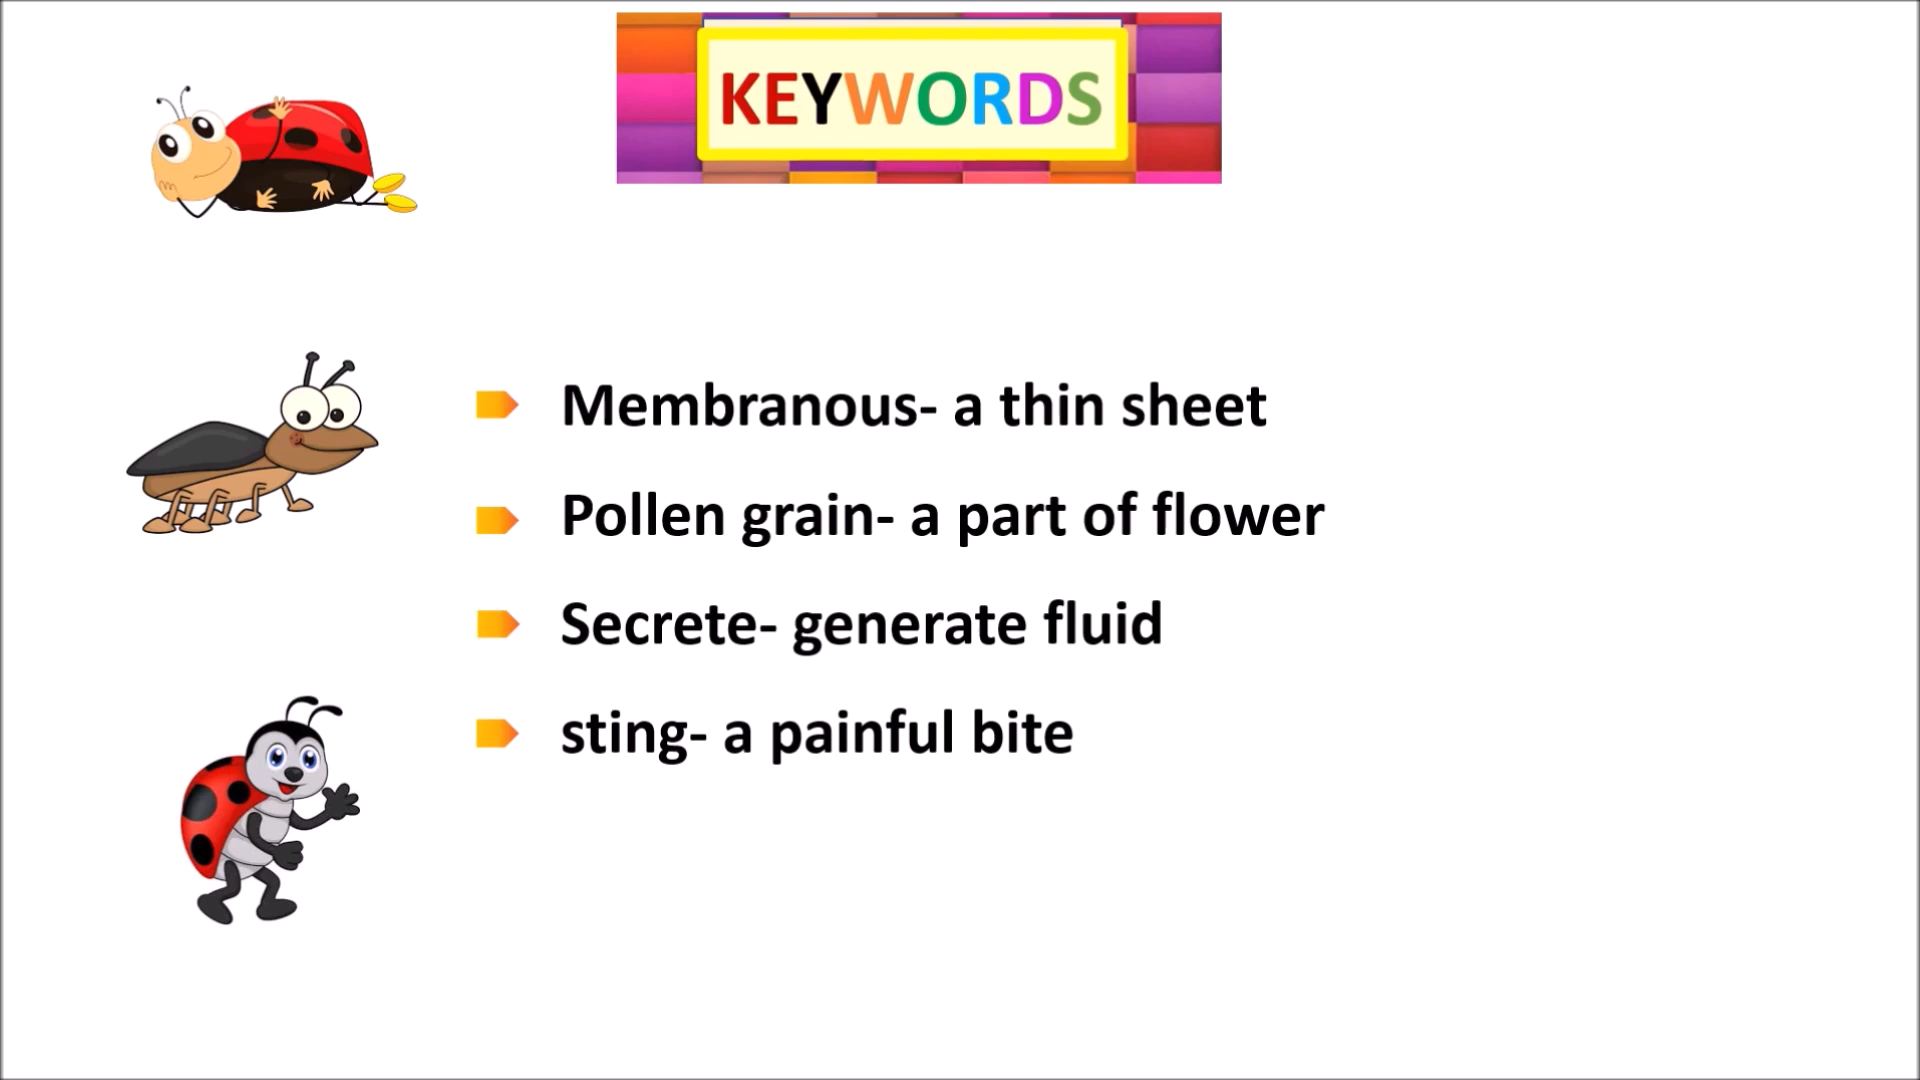 KEYWORDS
Membranous- a thin sheet
Pollen grain- a part of flower
Secrete- generate fluid
sting- a painful bite